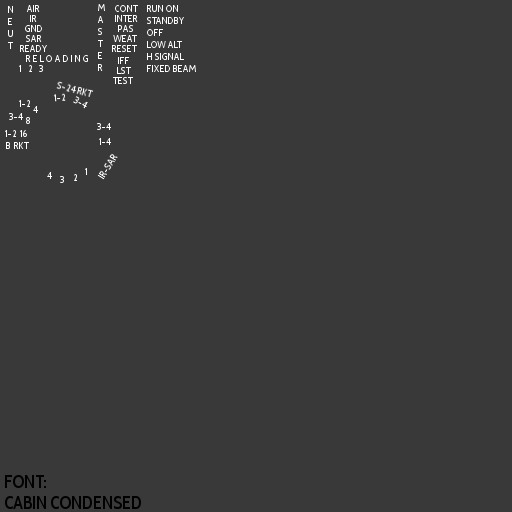 N
E
U
T
AIR
IR
GND
SAR
READY
RELOADING
1 2 3
M
A
S
T
E
R
CONT
INTER
PAS
WEAT
RESET
IFF
LST
TEST
RUN ON
STANDBY
OFF
LOW ALT
H SIGNAL
FIXED BEAM
S-24RKT
1-2 3-4
1-2 4
3-4 8
1-2 16
B RKT
3-4
1-4
IR-SAR
4 3 2 1
FONT:
CABIN CONDENSED